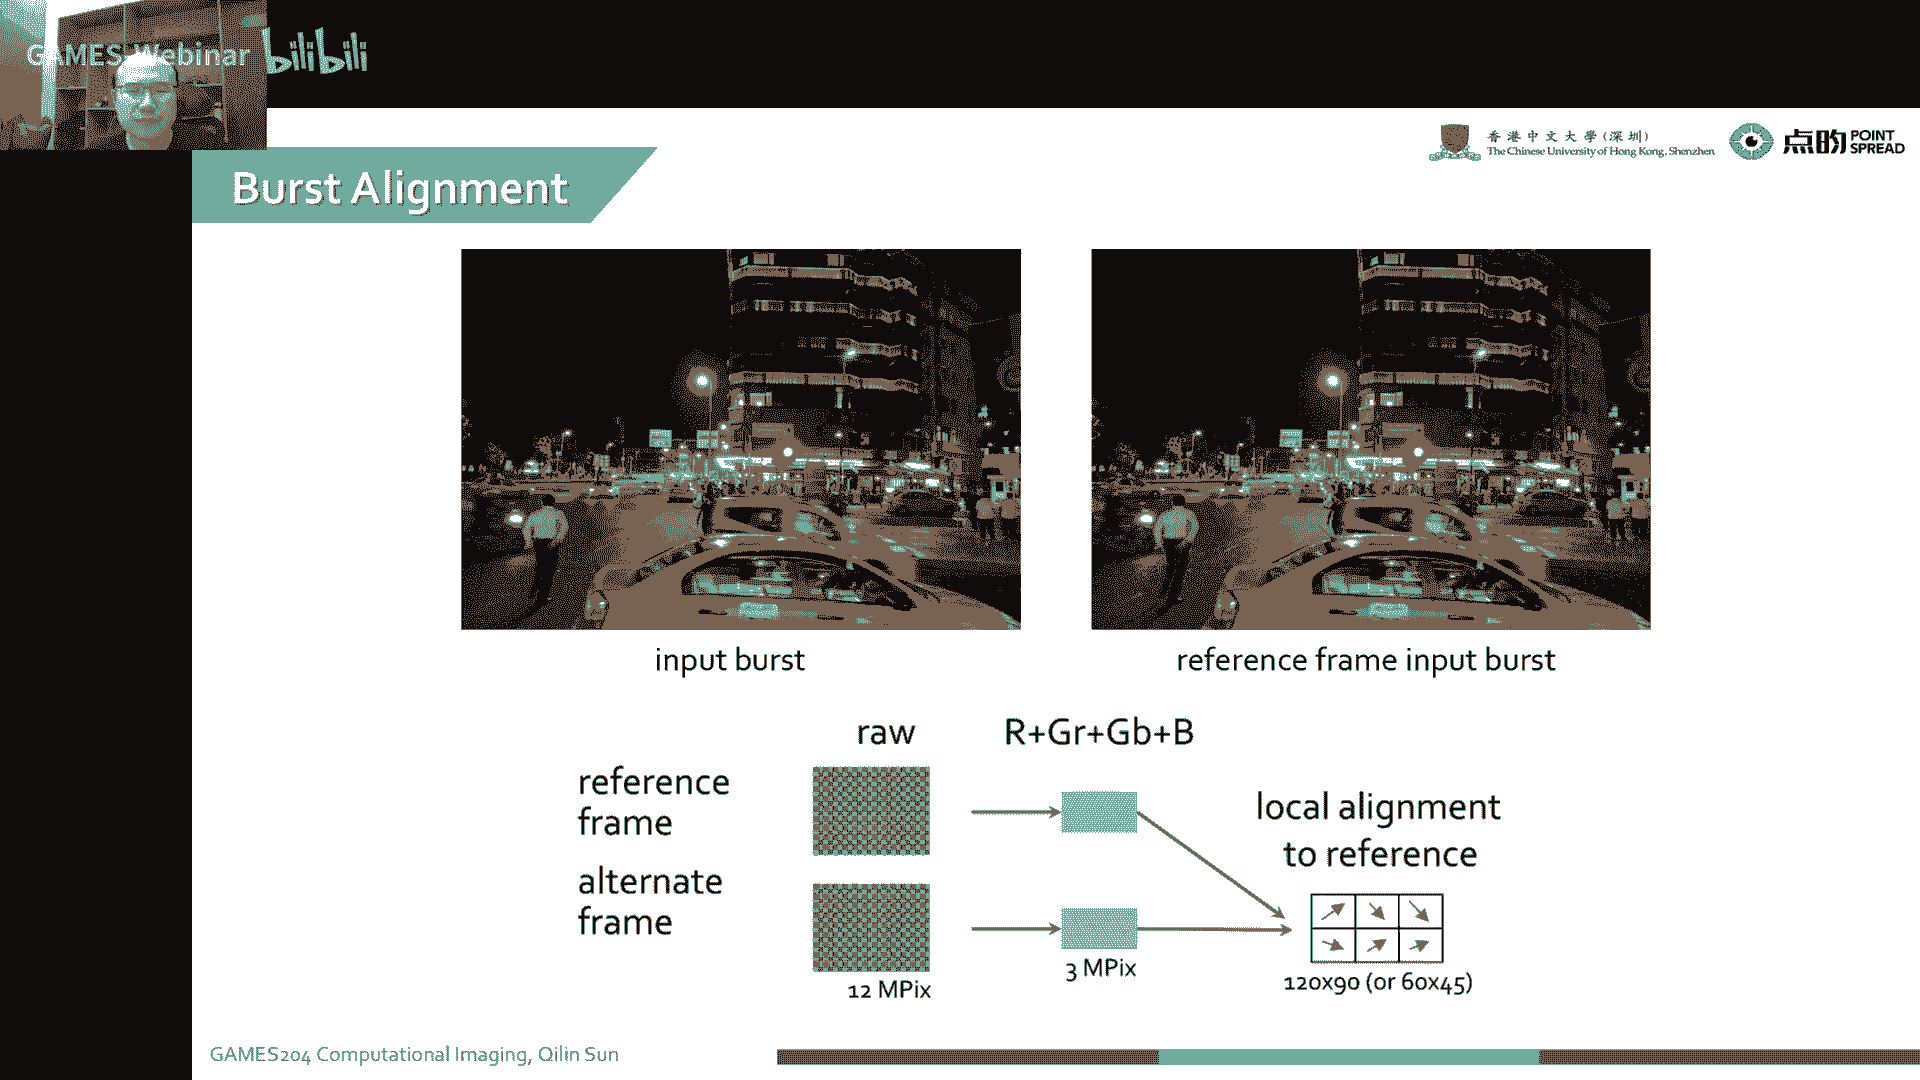 GAMES-Webinar bilibili
香港中文大學(深圳)
The Chinese University of Hong Kong, Shenzhen
点昀 POINT SPREAD
Burst Alignment
input burst
reference frame input burst
raw
R+Gr+Gb+B
reference
frame
local alignment
to reference
alternate
frame
3 MPix
12 MPix
120x90 (or 60x45)
GAMES204 Computational Imaging, Qilin Sun